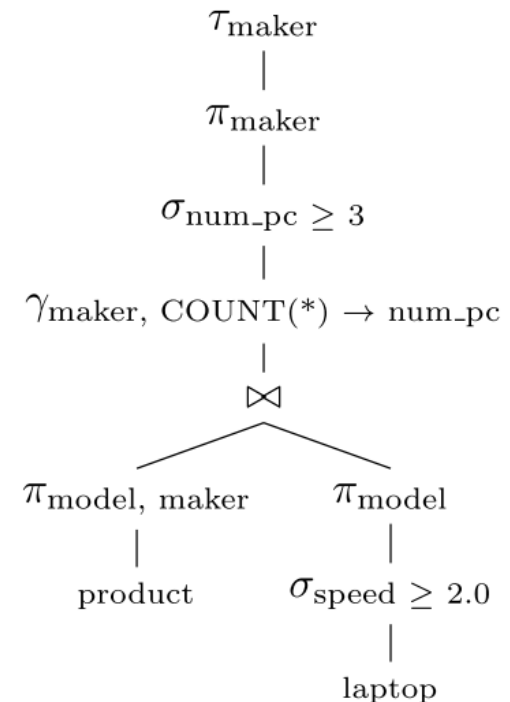 τmaker
πmaker
σnum_pc ≥ 3
γmaker, COUNT(*) → num_pc
⋈
πmodel, maker πmodel
product σspeed ≥ 2.0
laptop